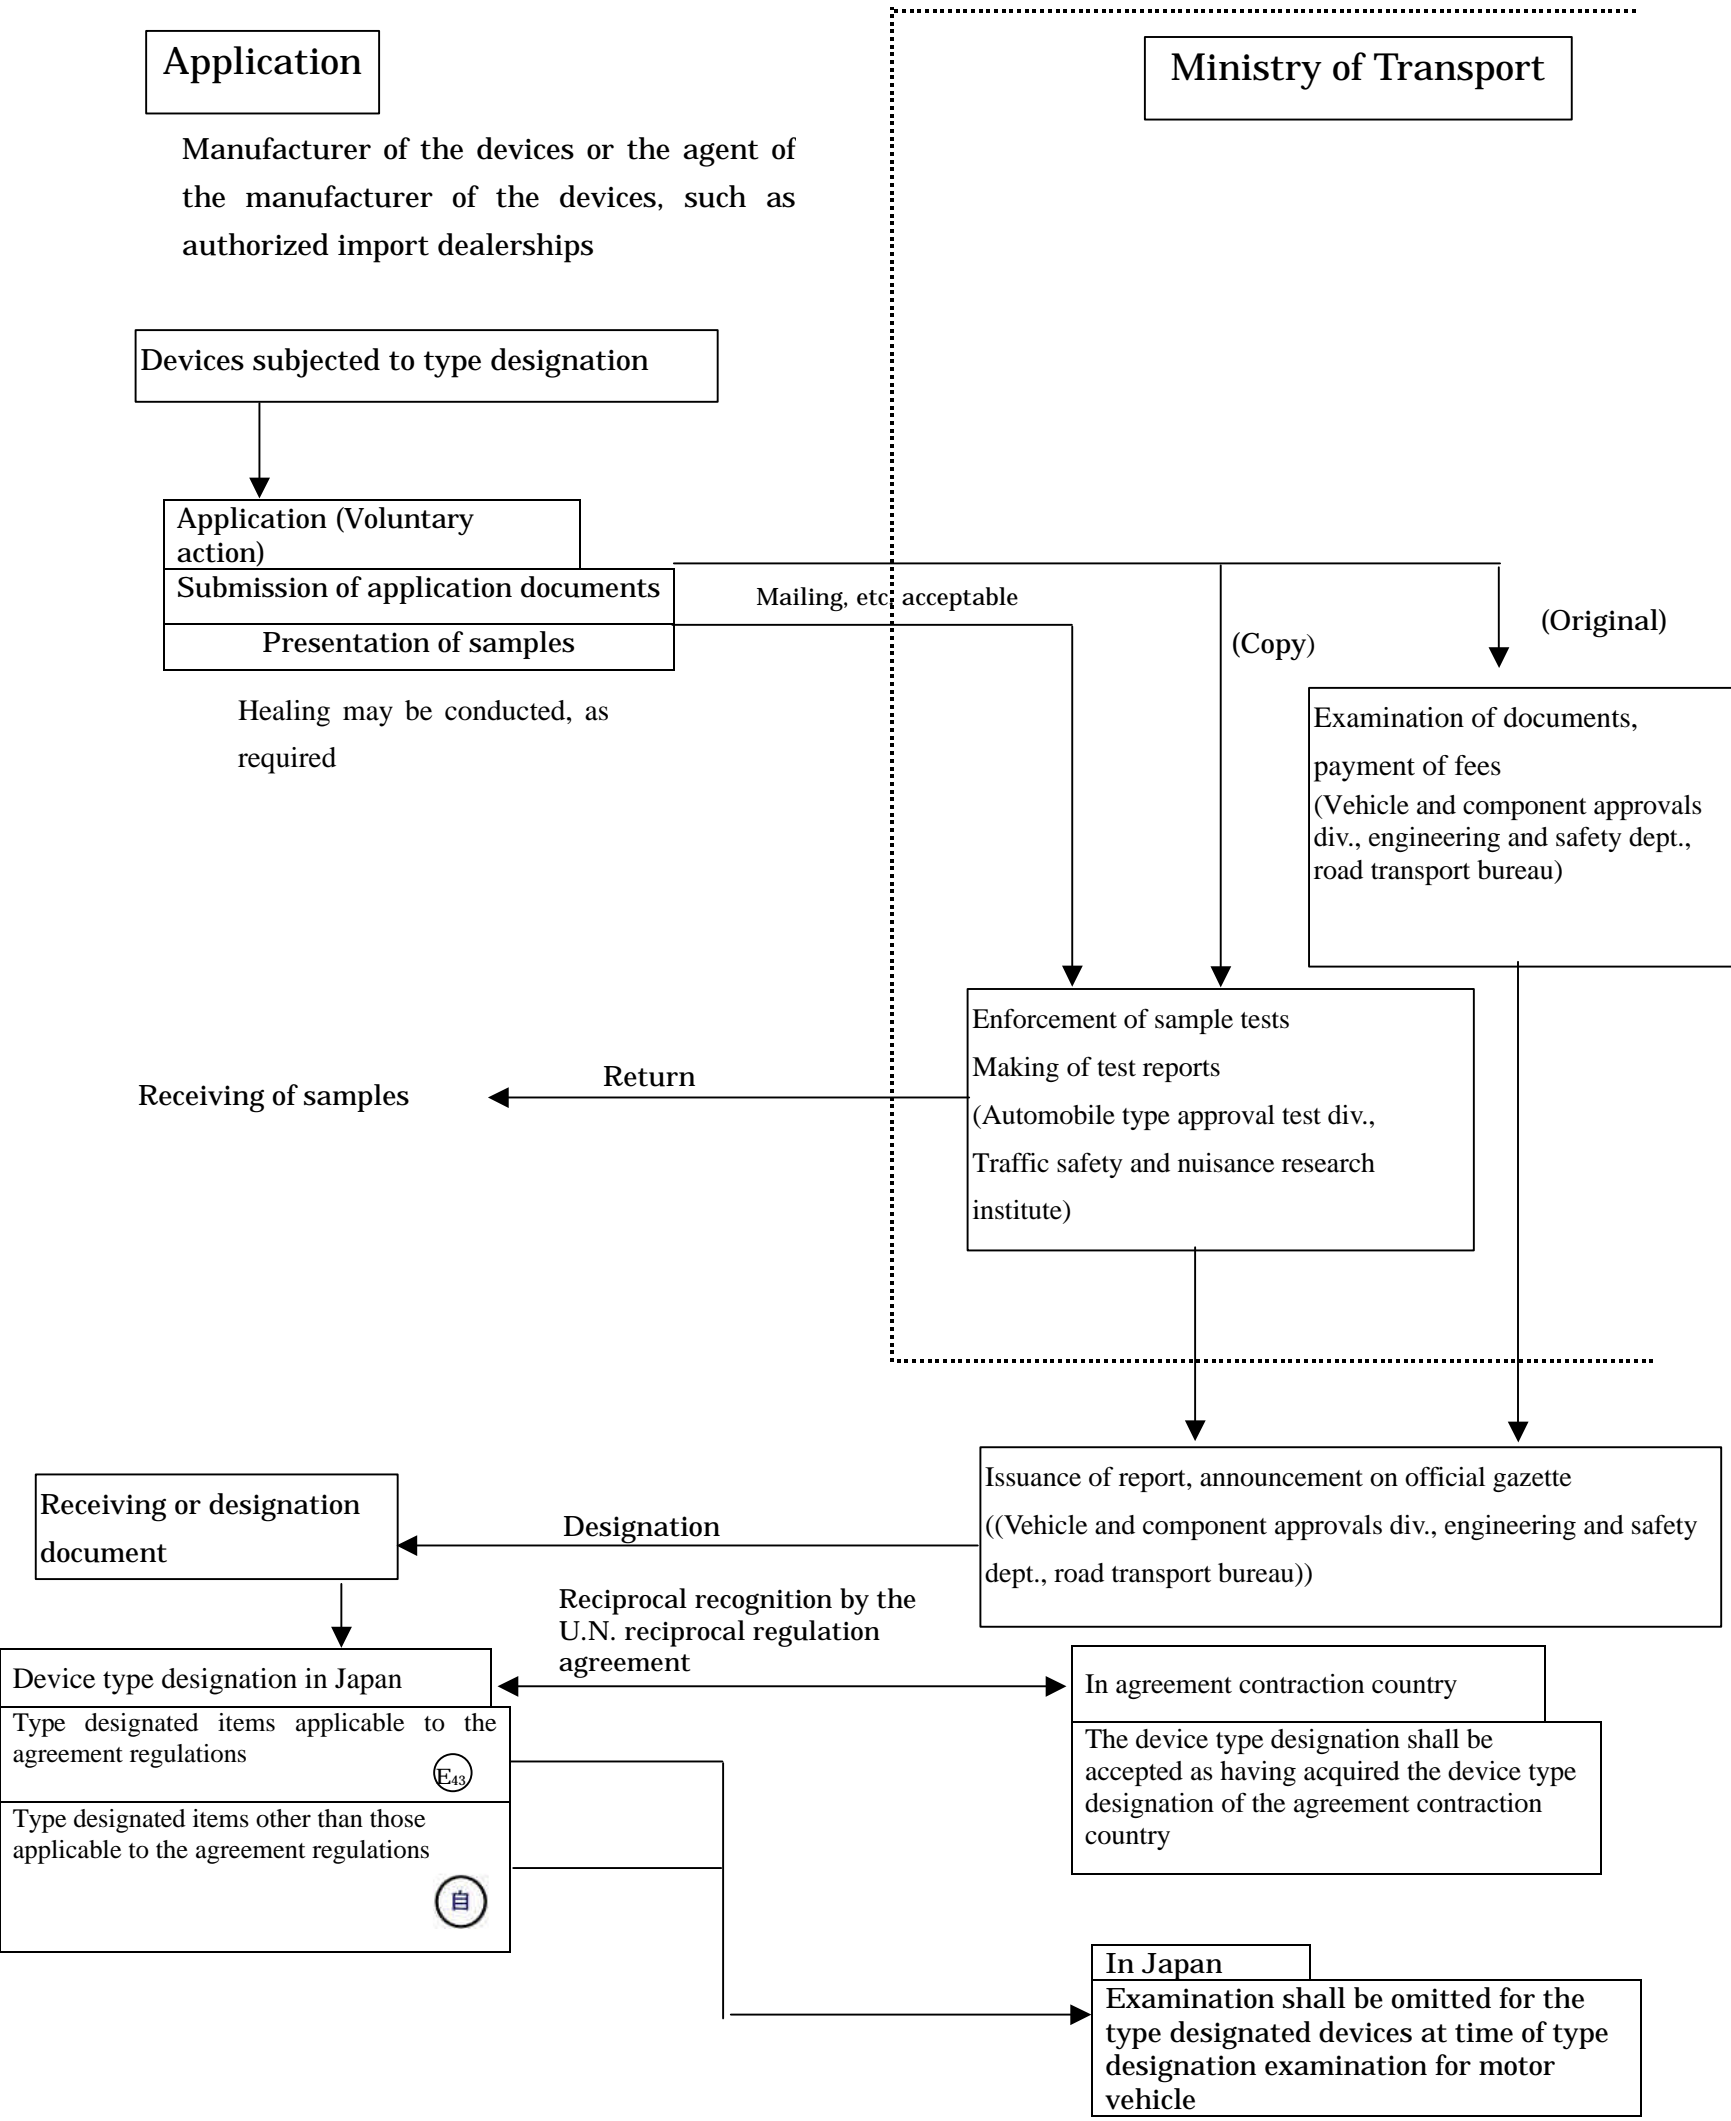 Application
Ministry of Transport
Manufacturer of the devices or the agent of
the manufacturer of the devices, such as
authorized import dealerships
Devices subjected to type designation
Application (Voluntary
action)
Submission of application documents
Presentation of samples
Mailing, etc. acceptable
(Copy)
(Original)
Healing may be conducted, as
required
Examination of documents,
payment of fees
(Vehicle and component approvals
div., engineering and safety dept.,
road transport bureau)
Enforcement of sample tests
Making of test reports
(Automobile type approval test div.,
Traffic safety and nuisance research
institute)
Return
Receiving of samples
Issuance of report, announcement on official gazette
((Vehicle and component approvals div., engineering and safety
dept., road transport bureau))
Designation
Receiving or designation
document
Reciprocal recognition by the
U.N. reciprocal regulation
agreement
Device type designation in Japan
Type designated items applicable to the
agreement regulations
E43
Type designated items other than those
applicable to the agreement regulations
自
In agreement contraction country
The device type designation shall be
accepted as having acquired the device type
designation of the agreement contraction
country
In Japan
Examination shall be omitted for the
type designated devices at time of type
designation examination for motor
vehicle